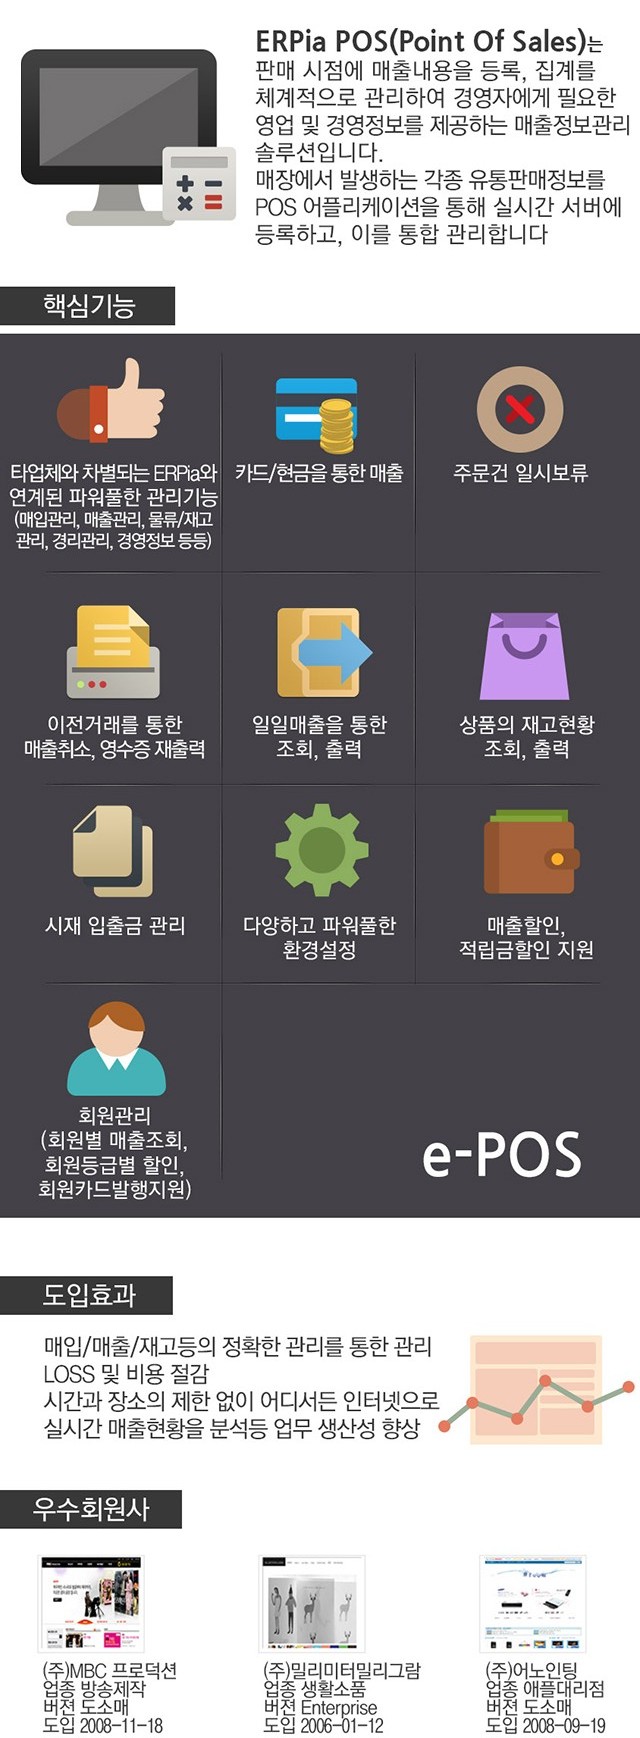 ERPia POS(Point Of Sales)는
판매 시점에 매출내용을 등록, 집계를
체계적으로 관리하여 경영자에게 필요한
영업 및 경영정보를 제공하는 매출정보관리
솔루션입니다.
매장에서 발생하는 각종 유통판매정보를
POS 어플리케이션을 통해 실시간 서버에
등록하고, 이를 통합 관리합니다
핵심기능
타업체와 차별되는 ERPia와
연계된 파워풀한 관리기능
(매입관리, 매출관리, 물류/재고
관리, 경리관리, 경영정보 등등)
카드/현금을 통한 매출
주문건 일시보류
이전거래를 통한
매출취소, 영수증 재출력
일일매출을 통한
조회, 출력
상품의 재고현황
조회, 출력
시재 입출금 관리
다양하고 파워풀한
환경설정
매출할인,
적립금할인 지원
회원관리
(회원별 매출조회,
회원등급별 할인,
회원카드발행지원)
e-POS
도입효과
매입/매출/재고등의 정확한 관리를 통한 관리
LOSS 및 비용 절감
시간과 장소의 제한 없이 어디서든 인터넷으로
실시간 매출현황을 분석등 업무 생산성 향상
우수회원사
(주)MBC 프로덕션
업종 방송제작
버젼 도소매
도입 2008-11-18
(주)밀리미터밀리그람
업종 생활소품
버젼 Enterprise
도입 2006-01-12
(주)어노인팅
업종 애플대리점
버젼 도소매
도입 2008-09-19